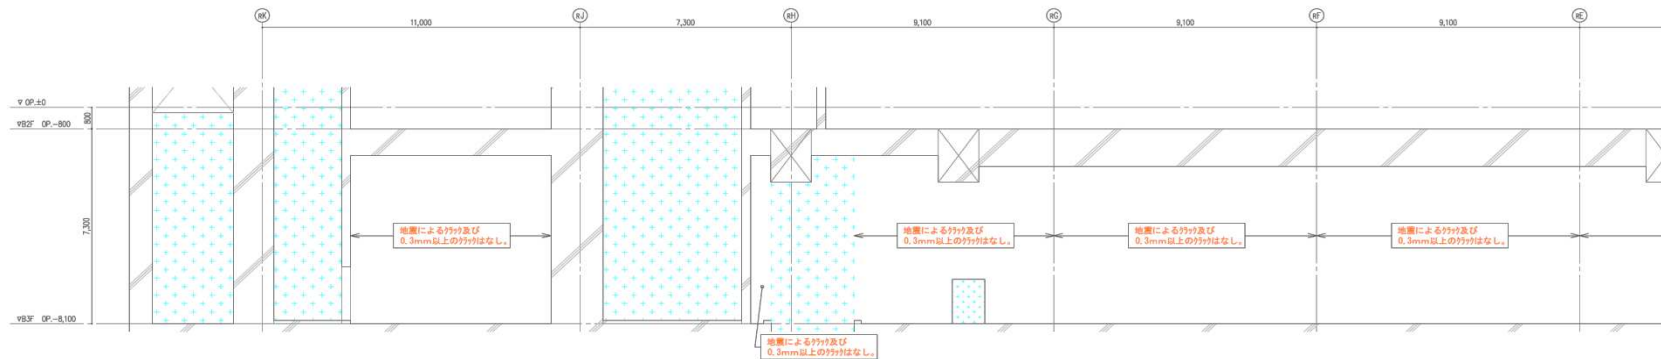 RK RJ RH RG RF RE
11,000 7,300 9,100 9,100 9,100
▽ OP.±0
800
▽B2F OP.-800
7,300
地震によるクラック及び
0.3mm以上のクラックはなし。
地震によるクラック及び
0.3mm以上のクラックはなし。
地震によるクラック及び
0.3mm以上のクラックはなし。
地震によるクラック及び
0.3mm以上のクラックはなし。
▽B3F OP.-8,100
地震によるクラック及び
0.3mm以上のクラックはなし。